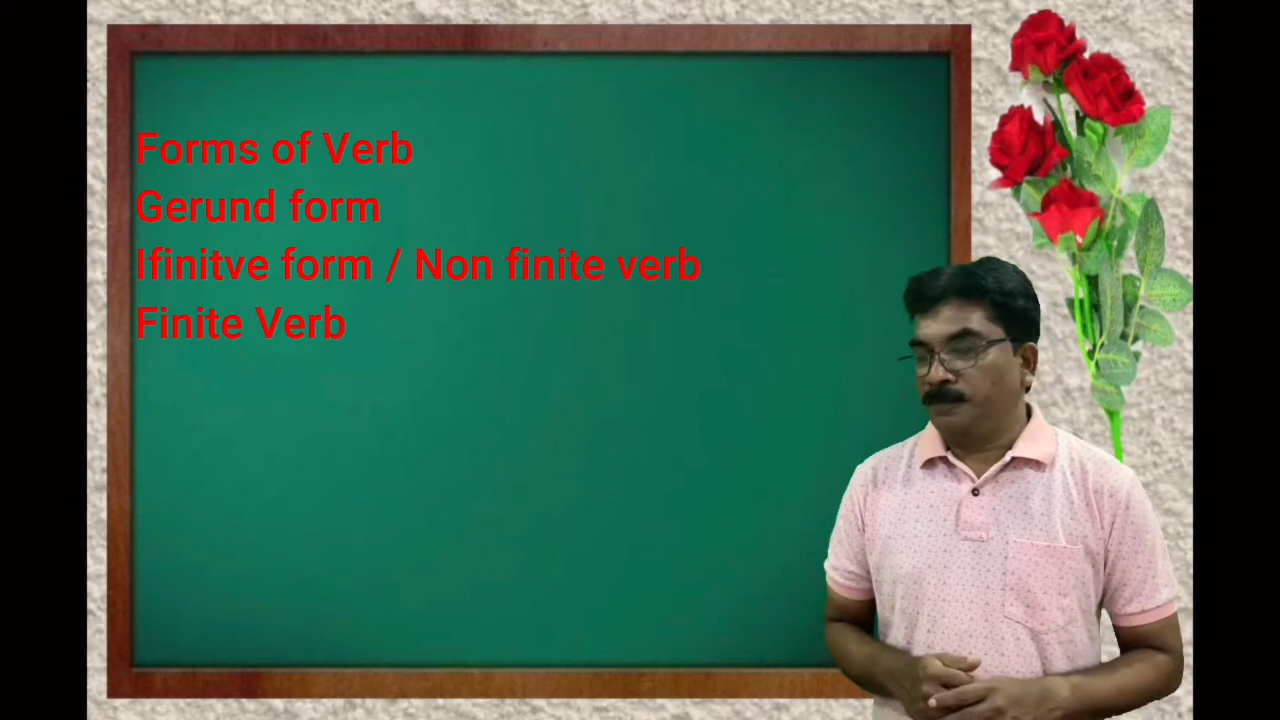 Forms of Verb
Gerund form
Ifinitve form / Non finite verb
Finite Verb